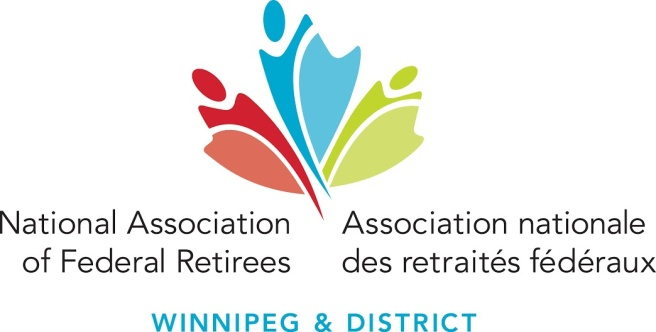 National Association
of Federal Retirees
Association nationale
des retraités fédéraux
WINNIPEG & DISTRICT